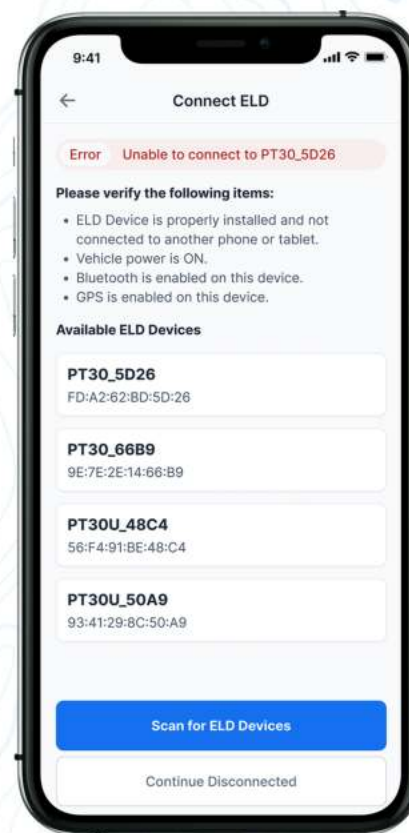 9:41
Connect ELD
Error Unable to connect to PT30_5D26
Please verify the following items:
• ELD Device is properly installed and not
connected to another phone or tablet.
• Vehicle power is ON.
• Bluetooth is enabled on this device.
• GPS is enabled on this device.
Available ELD Devices
PT30_5D26
FD:A2:62:BD:5D:26
PT30_66B9
9E:7E:2E:14:66:B9
PT30U_48C4
56:F4:91:BE:48:C4
PT30U_50A9
93:41:29:8C:50:A9
Scan for ELD Devices
Continue Disconnected